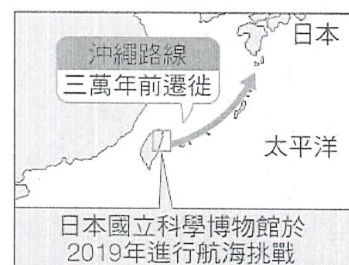 日本
沖繩路線
三萬年前遷徙
太平洋
日本國立科學博物館於
2019年進行航海挑戰